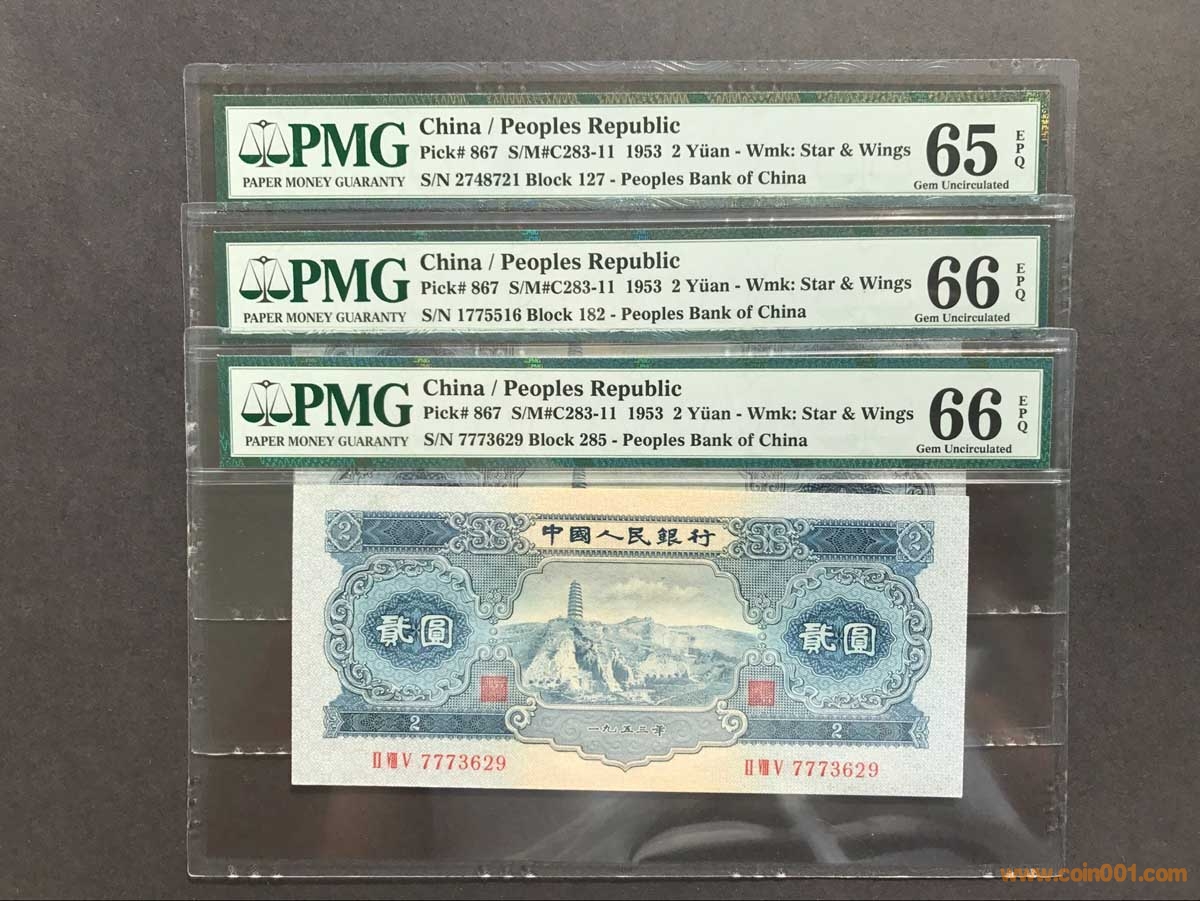 PMG
PAPER MONEY GUARANTY
China / Peoples Republic
Pick# 867 S/M#C283-11 1953 2 Yüan - Wmk: Star & Wings
S/N 2748721 Block 127 - Peoples Bank of China
65
EPQ
Gem Uncirculated
PMG
PAPER MONEY GUARANTY
China / Peoples Republic
Pick# 867 S/M#C283-11 1953 2 Yüan - Wmk: Star & Wings
S/N 1775516 Block 182 - Peoples Bank of China
66
EPQ
Gem Uncirculated
PMG
PAPER MONEY GUARANTY
China / Peoples Republic
Pick# 867 S/M#C283-11 1953 2 Yüan - Wmk: Star & Wings
S/N 7773629 Block 285 - Peoples Bank of China
66
EPQ
Gem Uncirculated
2
中國人民銀行
2
貳圓
貳圓
2
一九五三年
2
II VIII V 7773629
II VIII V 7773629
www.coin001.com